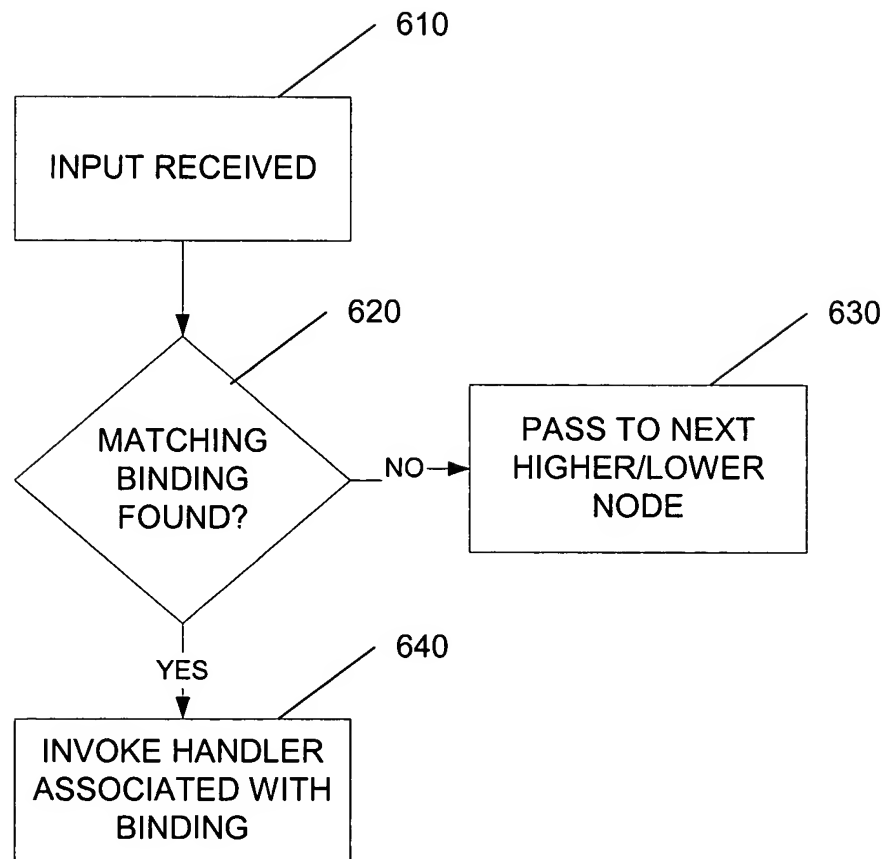 610
INPUT RECEIVED
620
630
MATCHING
BINDING
FOUND?
NO
PASS TO NEXT
HIGHER/LOWER
NODE
YES
640
INVOKE HANDLER
ASSOCIATED WITH
BINDING